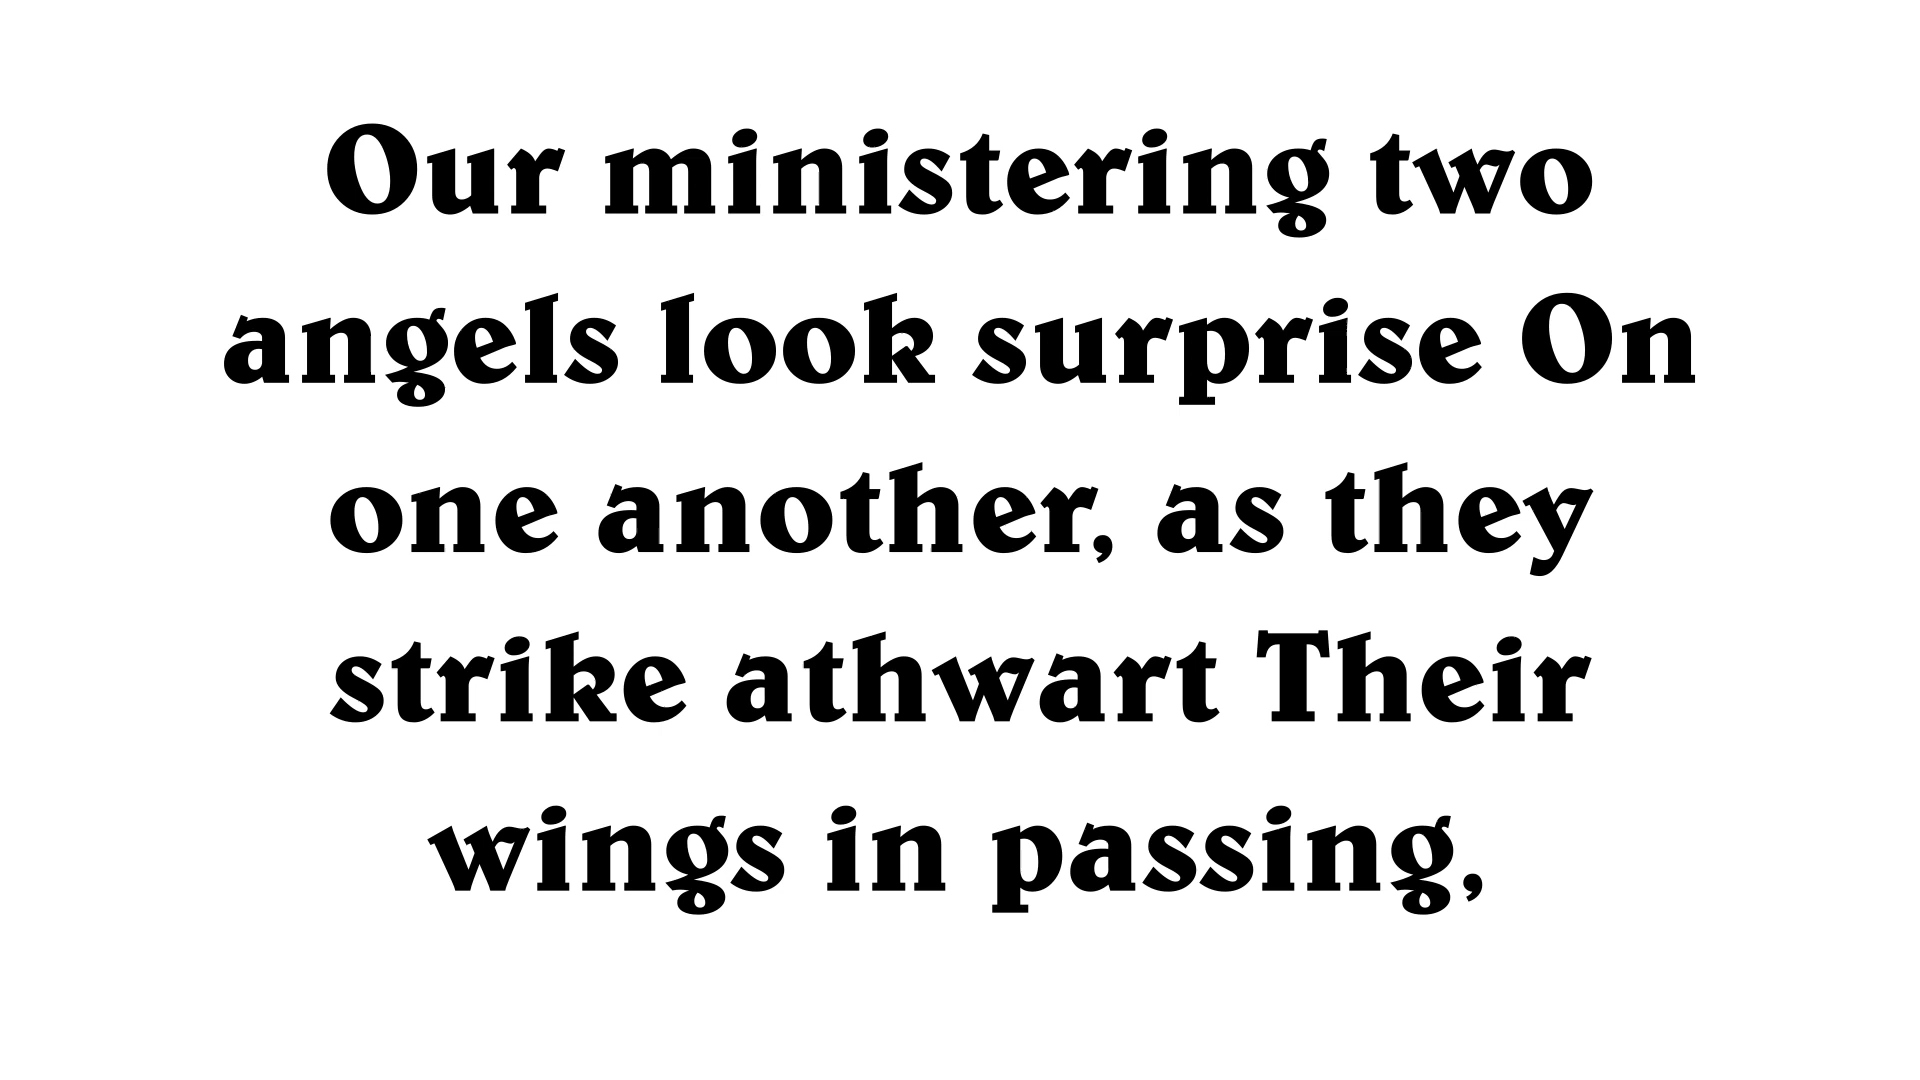 Our ministering two
angels look surprise On
one another, as they
strike athwart Their
wings in passing,